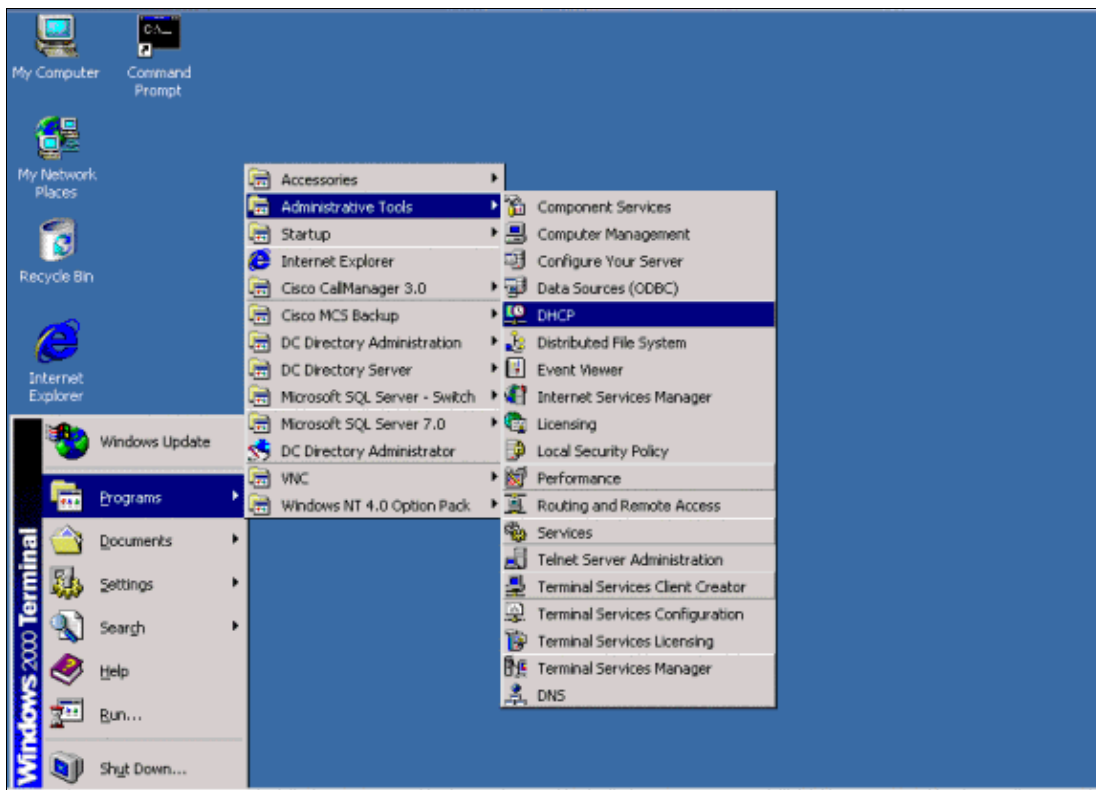 My Computer
Command
Prompt
My Network
Places
Recycle Bin
Internet
Explorer
Windows 2000 Terminal
Windows Update
Programs
Documents
Settings
Search
Help
Run...
Shut Down...
Accessories
Administrative Tools
Startup
Internet Explorer
Cisco CallManager 3.0
Cisco MCS Backup
DC Directory Administration
DC Directory Server
Microsoft SQL Server - Switch
Microsoft SQL Server 7.0
DC Directory Administrator
VNC
Windows NT 4.0 Option Pack
Component Services
Computer Management
Configure Your Server
Data Sources (ODBC)
DHCP
Distributed File System
Event Viewer
Internet Services Manager
Licensing
Local Security Policy
Performance
Routing and Remote Access
Services
Telnet Server Administration
Terminal Services Client Creator
Terminal Services Configuration
Terminal Services Licensing
Terminal Services Manager
DNS